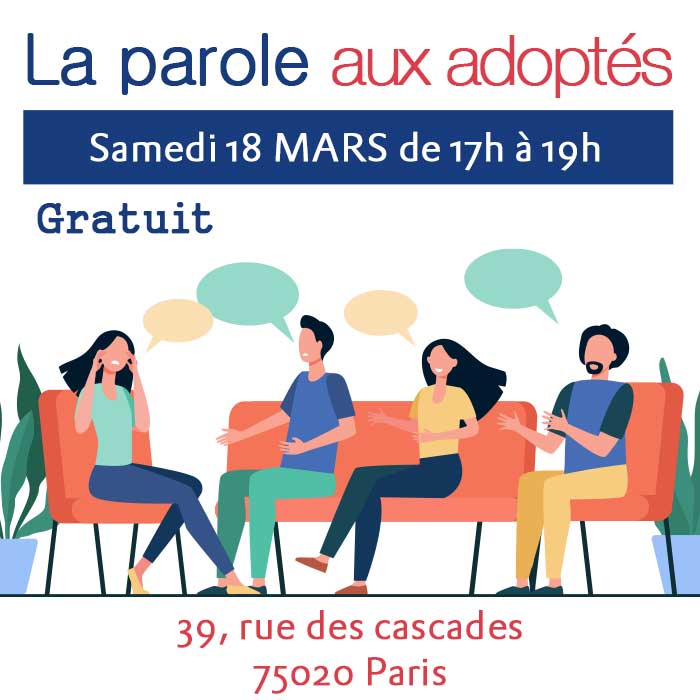 La parole aux adoptés
Samedi 18 MARS de 17h à 19h
Gratuit
39, rue des cascades
75020 Paris